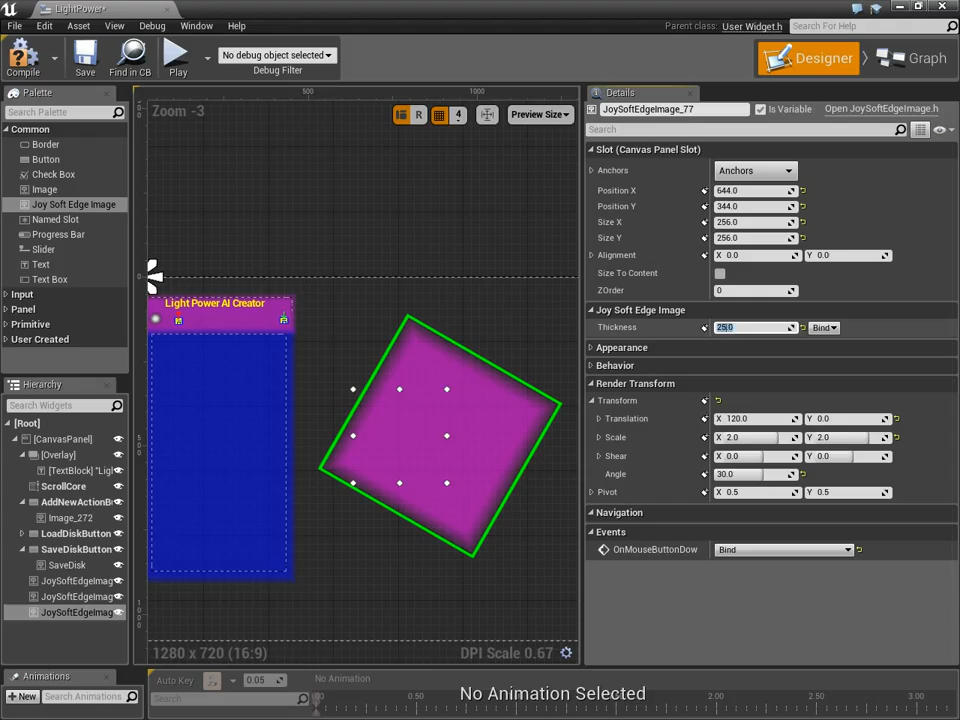 LightPower*
File Edit Asset View Debug Window Help
Parent class: User Widget.h
Search For Help
Compile
Save
Find in CB
Play
No debug object selected
Debug Filter
Designer
Graph
Palette
Search Palette
Common
Border
Button
Check Box
Image
Joy Soft Edge Image
Named Slot
Progress Bar
Slider
Text
Text Box
Input
Panel
Primitive
User Created
Hierarchy
Search Widgets
[Root]
[CanvasPanel]
[Overlay]
[TextBlock] "Ligl
ScrollCore
AddNewActionB
Image_272
LoadDiskButton
SaveDiskButton
SaveDisk
JoySoftEdgeImag
JoySoftEdgeImag
JoySoftEdgeImag
500 1000
Zoom -3
R
4
Preview Size
0
Light Power AI Creator
500
1000
1280 x 720 (16:9)
DPI Scale 0.67
Details
JoySoftEdgeImage_77
Is Variable
Open JoySoftEdgeImage.h
Search
Slot (Canvas Panel Slot)
Anchors Anchors
Position X 644.0
Position Y 344.0
Size X 256.0
Size Y 256.0
Alignment X 0.0 Y 0.0
Size To Content
ZOrder 0
Joy Soft Edge Image
Thickness 25.0 Bind
Appearance
Behavior
Render Transform
Transform
Translation X 120.0 Y 0.0
Scale X 2.0 Y 2.0
Shear X 0.0 Y 0.0
Angle 30.0
Pivot X 0.5 Y 0.5
Navigation
Events
OnMouseButtonDow Bind
Animations
New
Search Animations
Auto Key 0.05
No Animation
Search
0.00 0.50 1.00 2.00 2.50 3.00
No Animation Selected